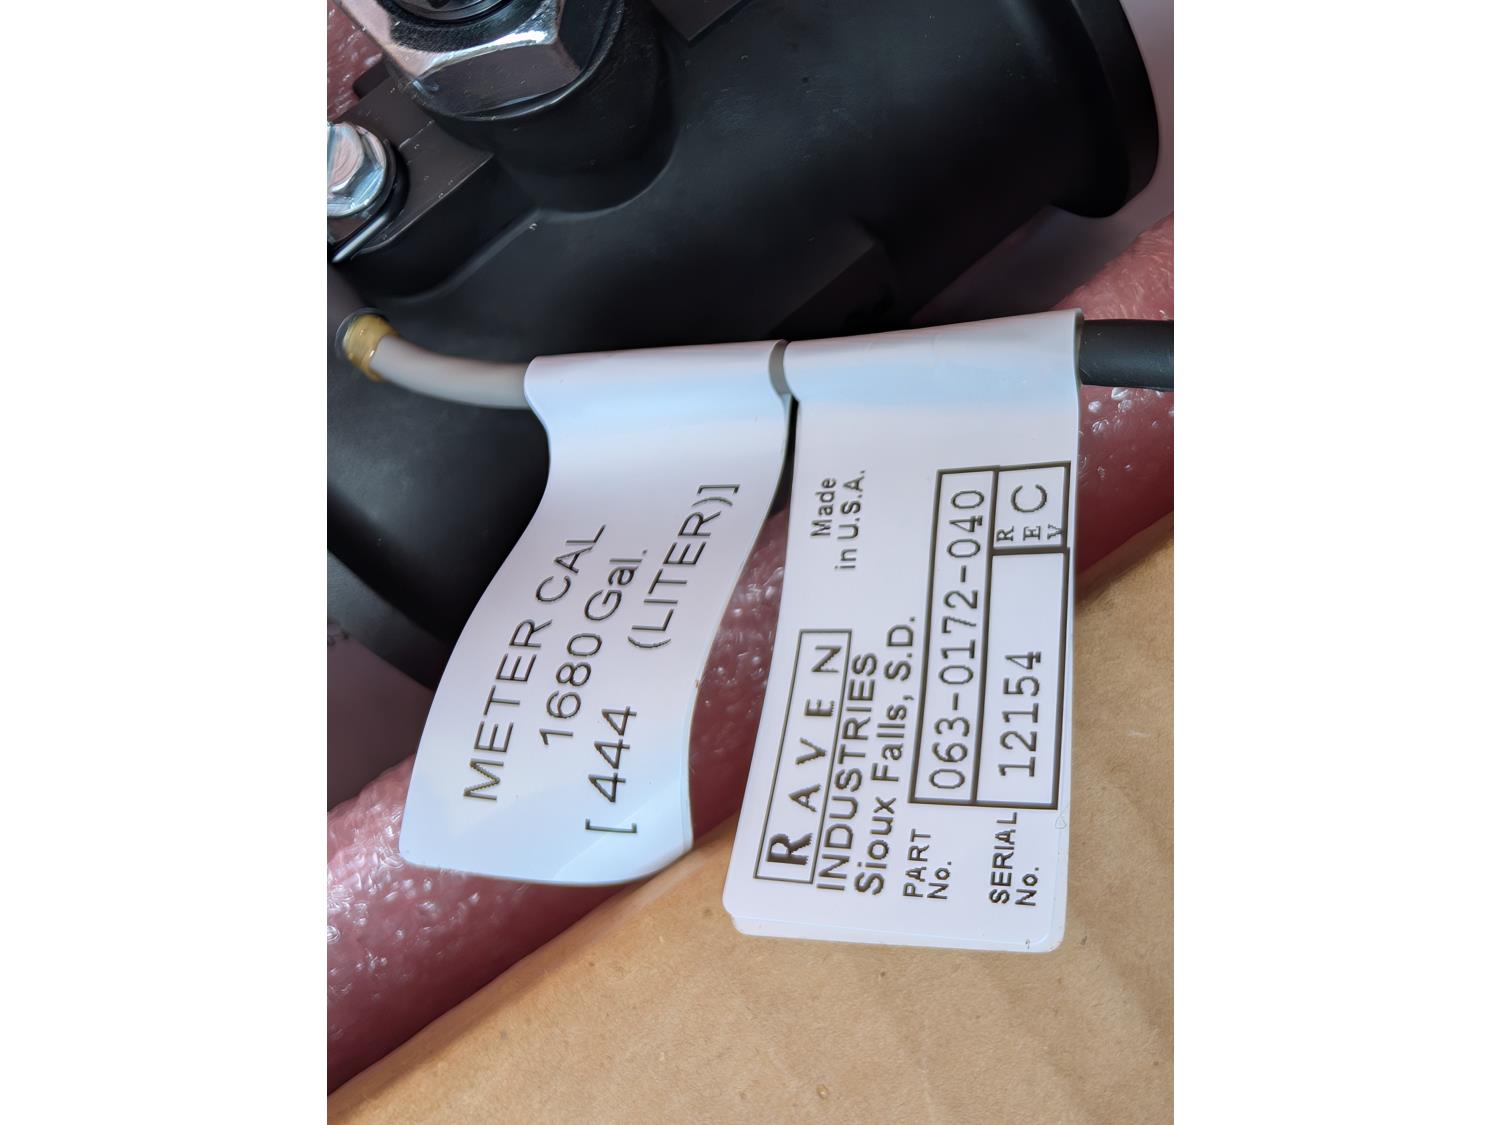 METER CAL
1680 Gal.
[ 444 (LITER)]
RAVEN
INDUSTRIES
Sioux Falls, S.D.
Made
in U.S.A.
PART
No.
063-0172-040
SERIAL
No.
12154
REV
C